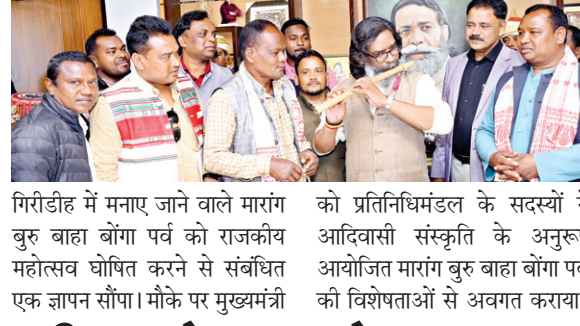 गिरीडीह में मनाए जाने वाले मारांग
बुरु बाहा बोंगा पर्व को राजकीय
महोत्सव घोषित करने से संबंधित
एक ज्ञापन सौंपा। मौके पर मुख्यमंत्री
को प्रतिनिधिमंडल के सदस्यों
आदिवासी संस्कृति के अनुरूप
आयोजित मारांग बुरु बाहा बोंगा पर्व
की विशेषताओं से अवगत कराया